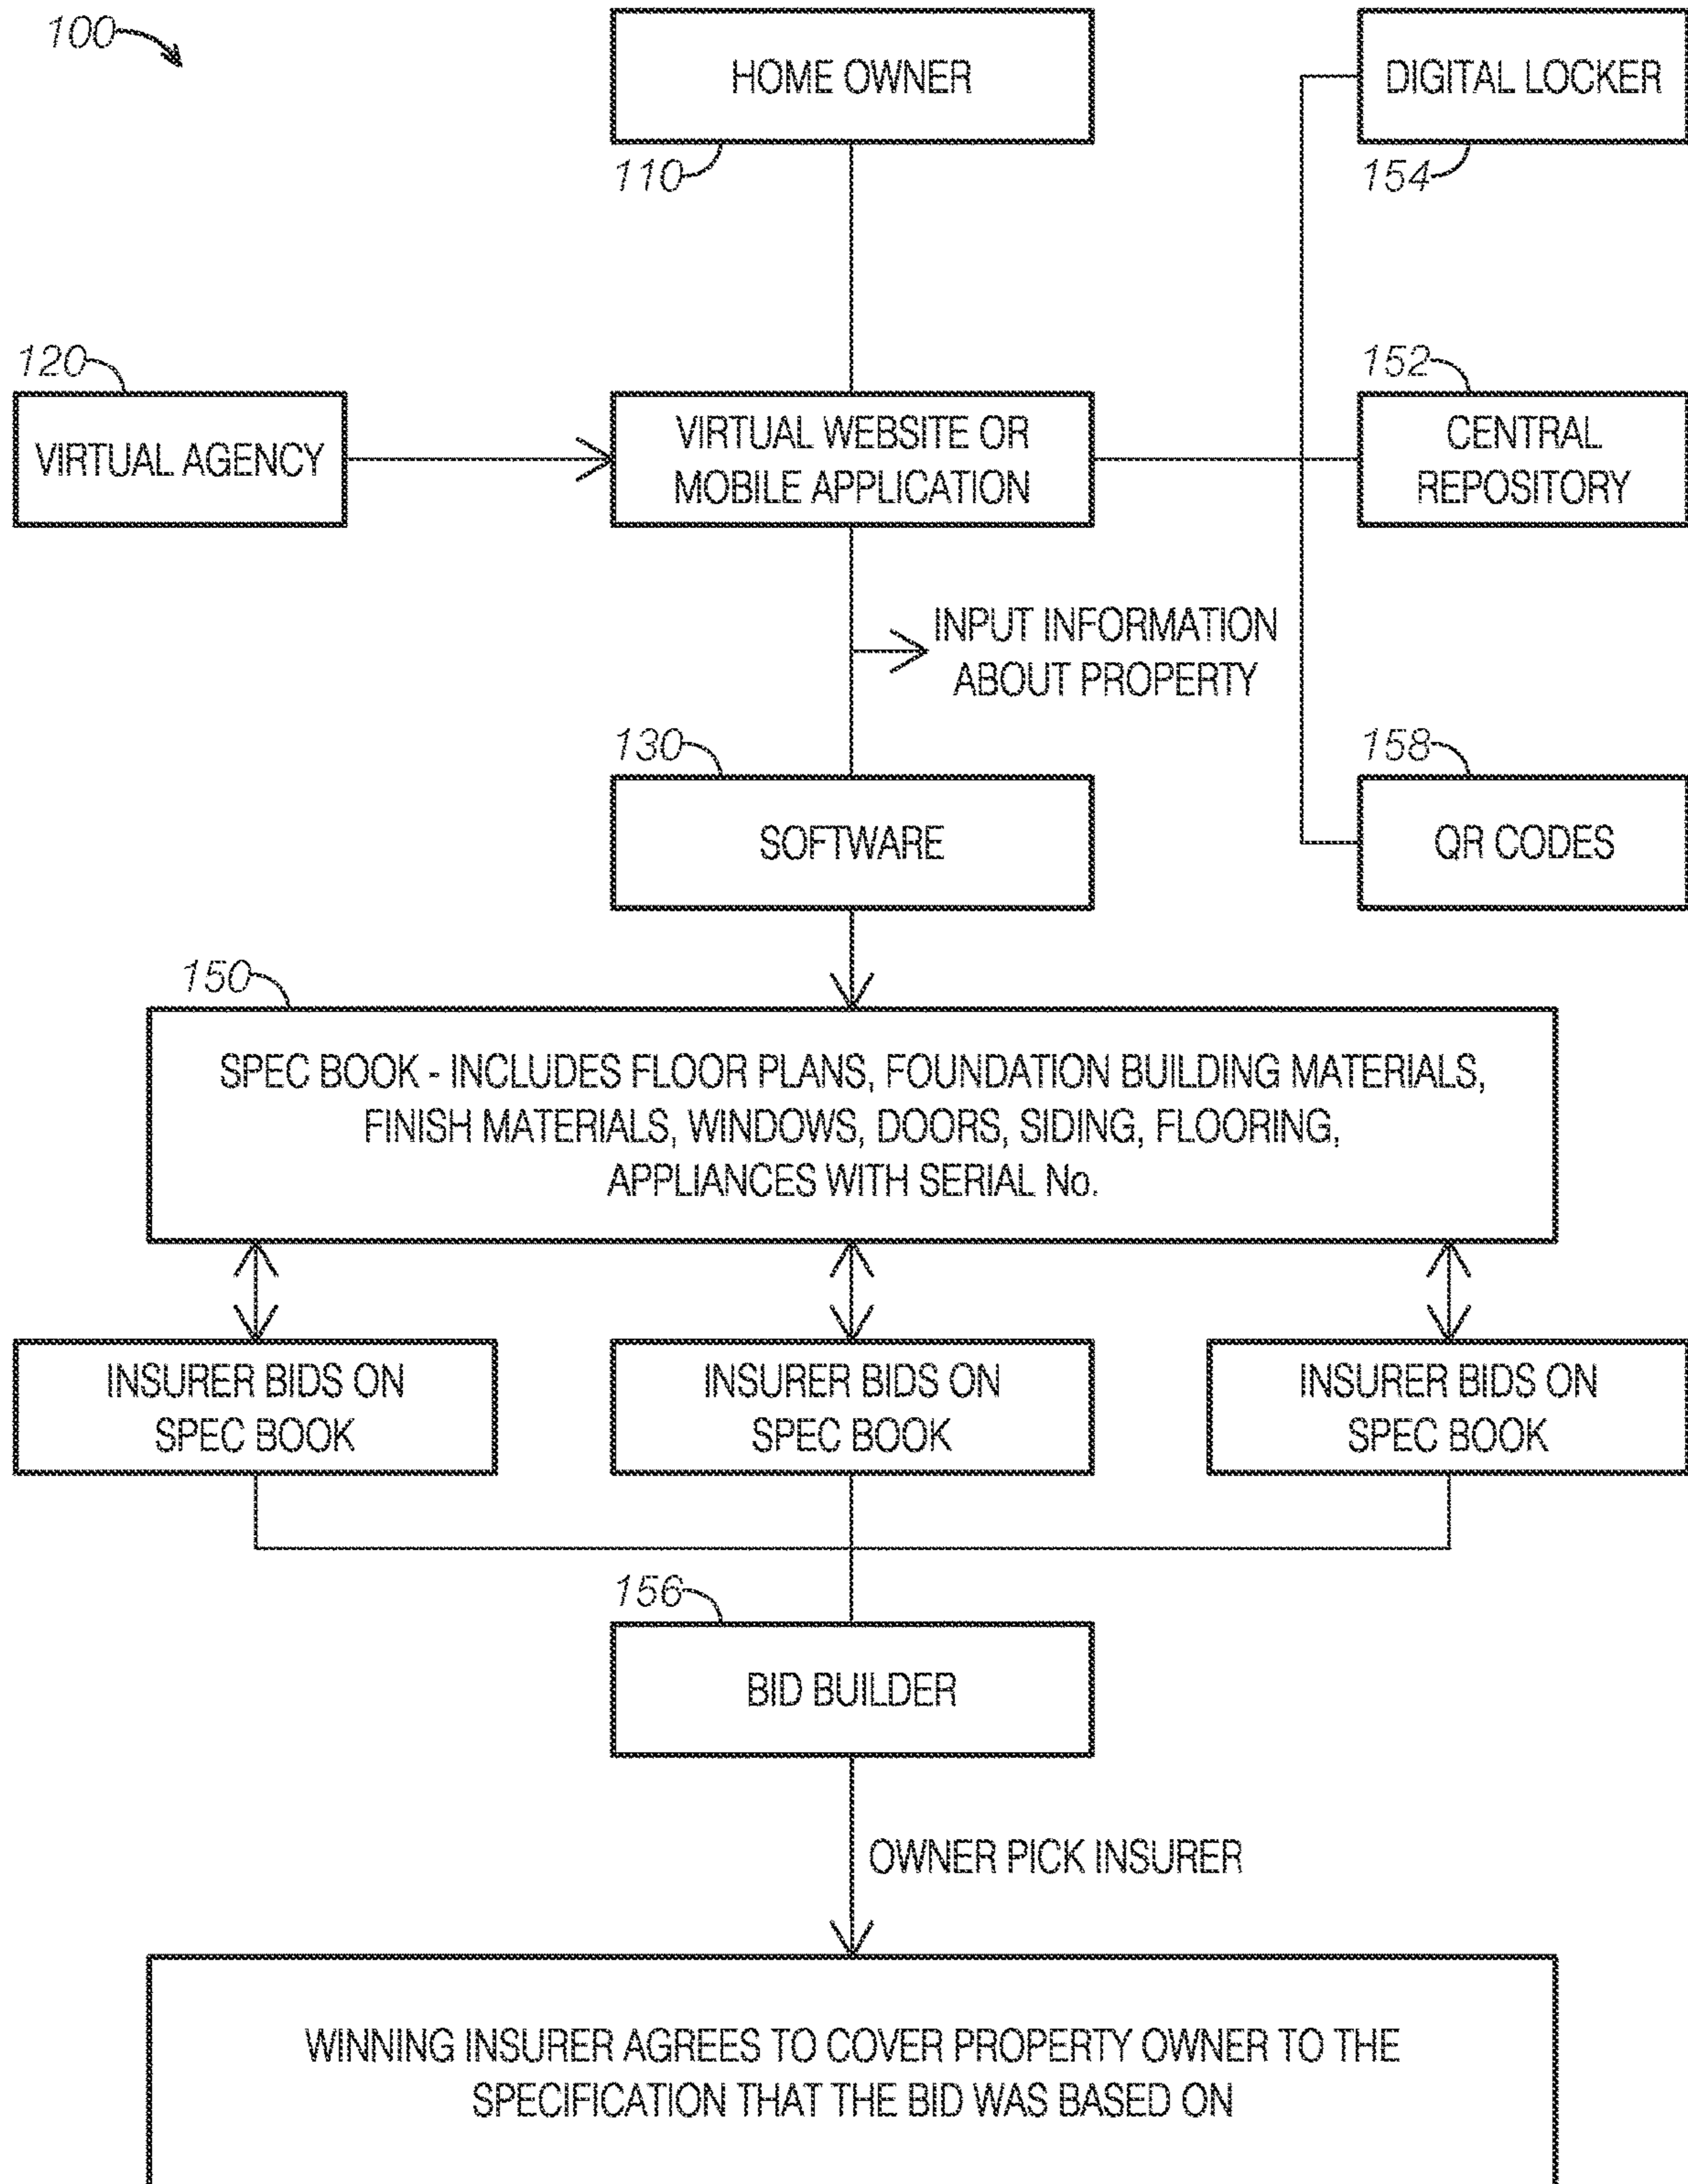 100
HOME OWNER
110
DIGITAL LOCKER
154
120
VIRTUAL AGENCY
VIRTUAL WEBSITE OR
MOBILE APPLICATION
152
CENTRAL
REPOSITORY
INPUT INFORMATION
ABOUT PROPERTY
130
SOFTWARE
158
QR CODES
150
SPEC BOOK - INCLUDES FLOOR PLANS, FOUNDATION BUILDING MATERIALS,
FINISH MATERIALS, WINDOWS, DOORS, SIDING, FLOORING,
APPLIANCES WITH SERIAL No.
INSURER BIDS ON
SPEC BOOK
INSURER BIDS ON
SPEC BOOK
INSURER BIDS ON
SPEC BOOK
156
BID BUILDER
OWNER PICK INSURER
WINNING INSURER AGREES TO COVER PROPERTY OWNER TO THE
SPECIFICATION THAT THE BID WAS BASED ON